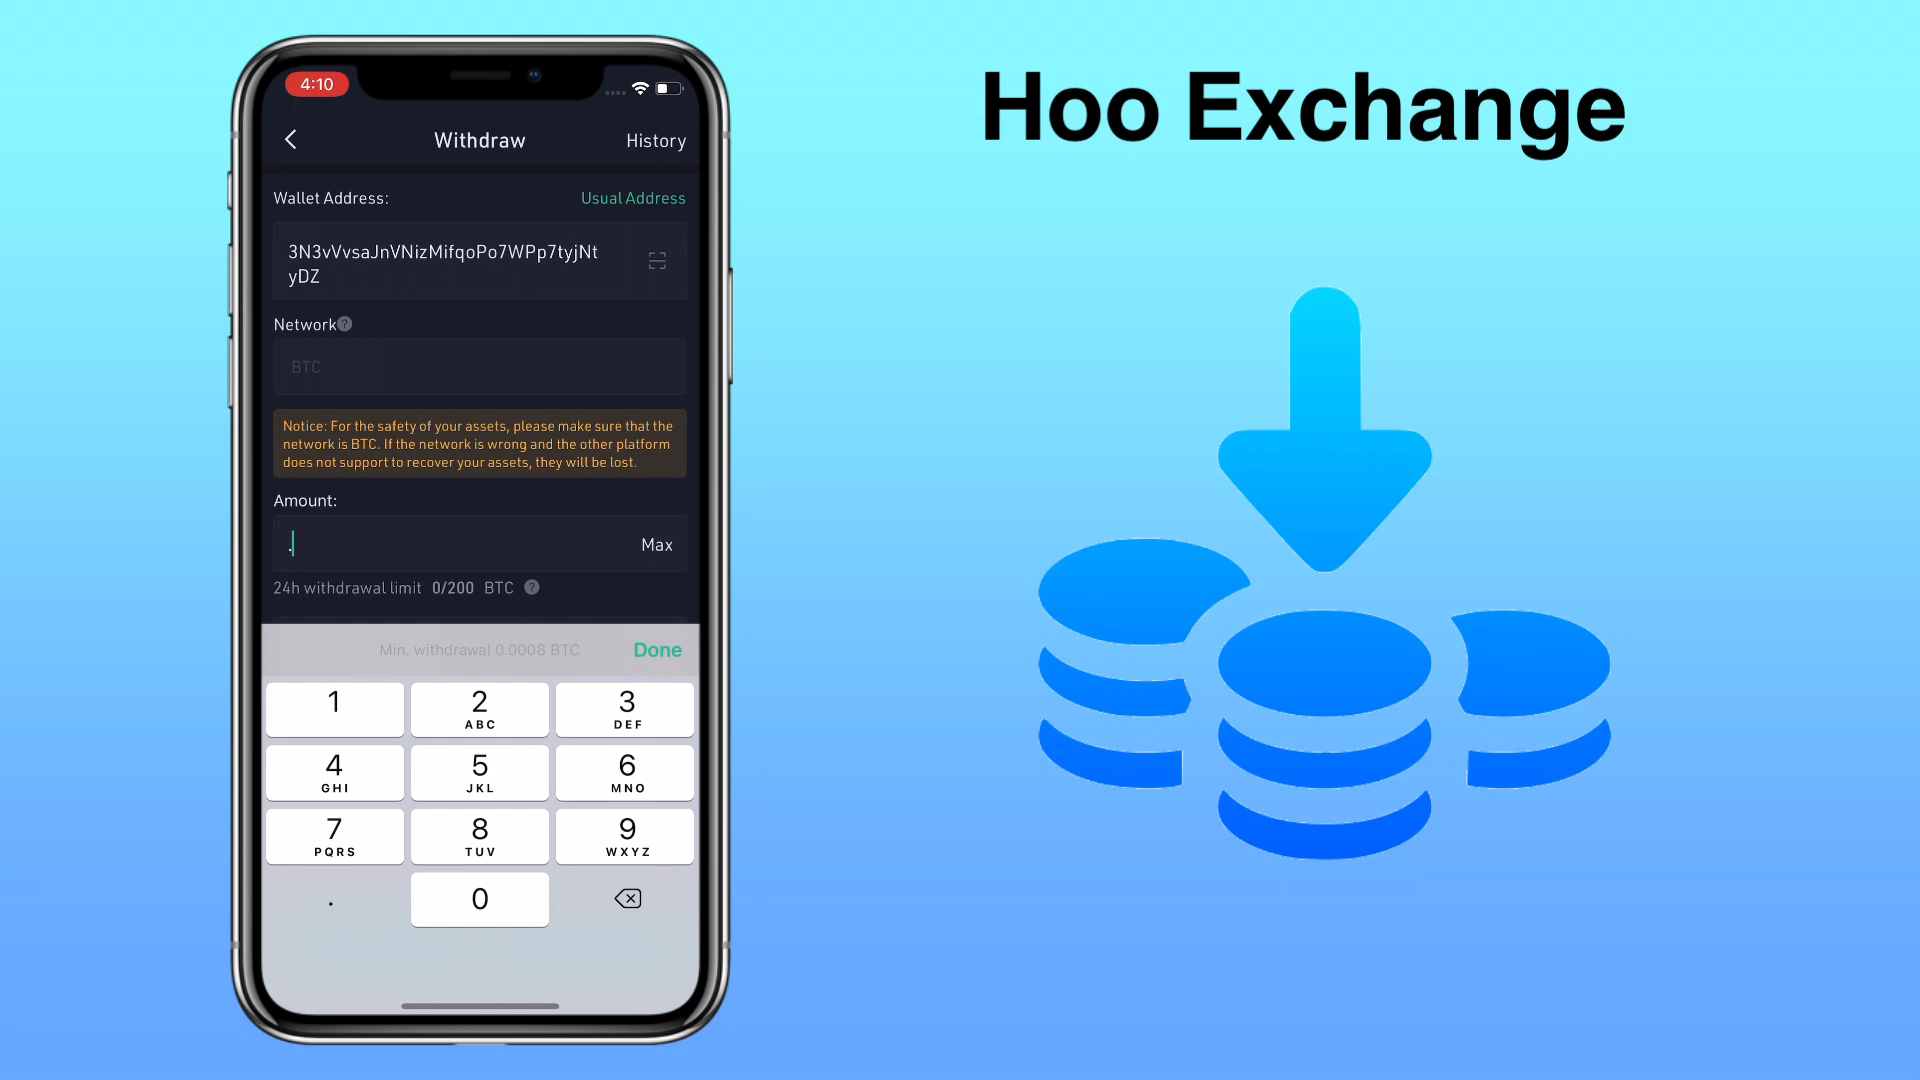 Hoo Exchange
4:10
Withdraw
History
Wallet Address:
Usual Address
3N3vVvsaJnVNizMifqoPo7WPp7tyjNt
yDZ
Network?
BTC
Notice: For the safety of your assets, please make sure that the
network is BTC. If the network is wrong and the other platform
does not support to recover your assets, they will be lost.
Amount:
.
Max
24h withdrawal limit 0/200 BTC ?
Min. withdrawal 0.0008 BTC
Done
1
2
ABC
3
DEF
4
GHI
5
JKL
6
MNO
7
PQRS
8
TUV
9
WXYZ
.
0